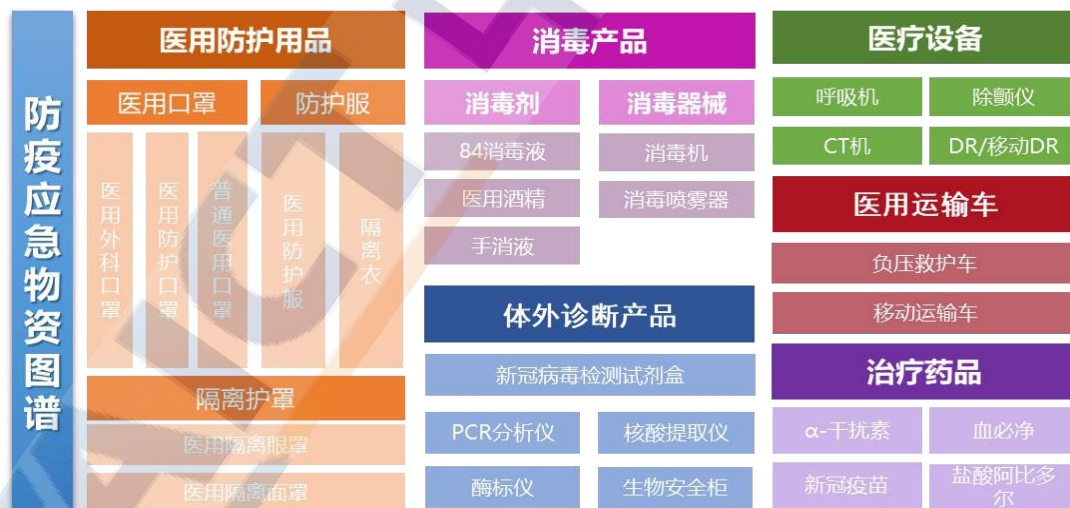 防疫应急物资图谱
医用防护用品
医用口罩
防护服
医用外科口罩
医用防护口罩
普通医用口罩
医用防护服
隔离衣
隔离护罩
医用隔离眼罩
医用隔离面罩
消毒产品
消毒剂
消毒器械
84消毒液
消毒机
医用酒精
消毒喷雾器
手消液
体外诊断产品
新冠病毒检测试剂盒
PCR分析仪
核酸提取仪
酶标仪
生物安全柜
医疗设备
呼吸机
除颤仪
CT机
DR/移动DR
医用运输车
负压救护车
移动运输车
治疗药品
α-干扰素
血必净
新冠疫苗
盐酸阿比多
尔